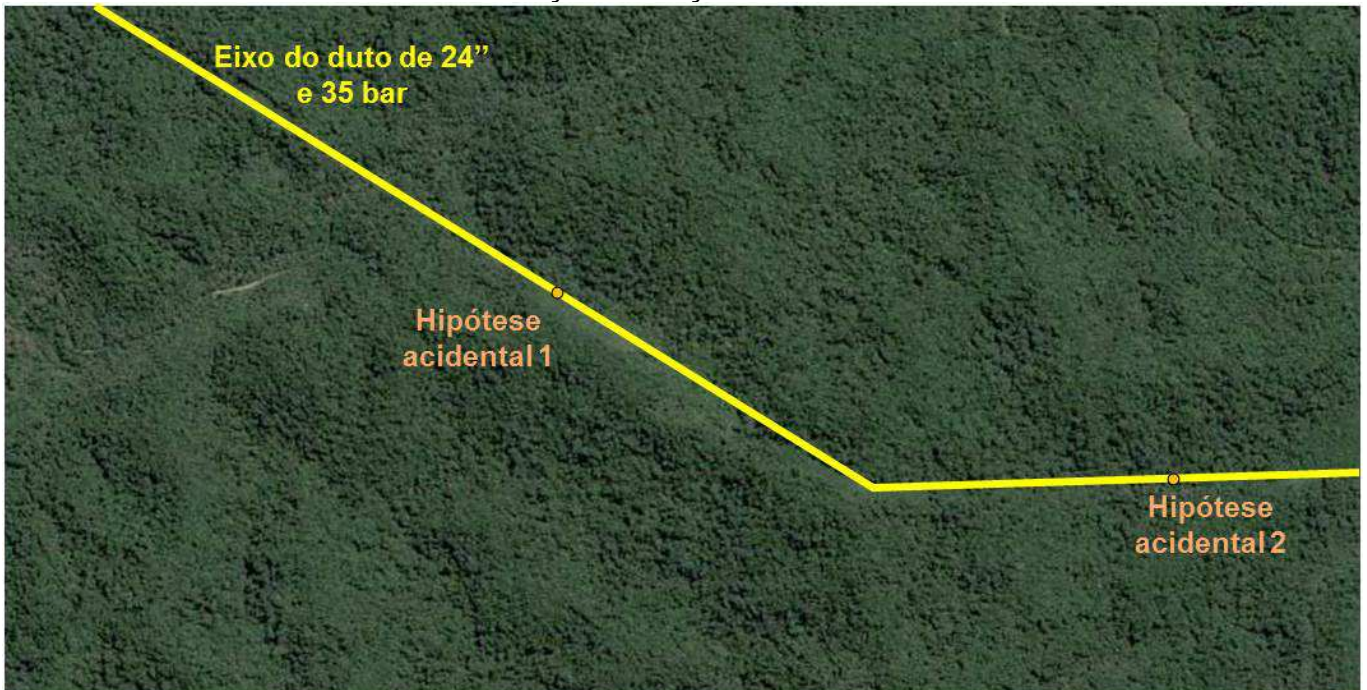 Eixo do duto de 24”
e 35 bar
Hipótese
acidental 1
Hipótese
acidental 2